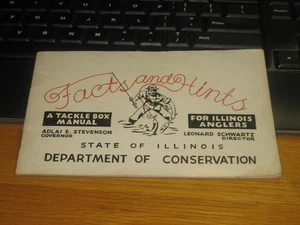 Facts and Hints
A TACKLE BOX
MANUAL
ADLAI E. STEVENSON
GOVERNOR
FOR ILLINOIS
ANGLERS
LEONARD SCHWARTZ
DIRECTOR
STATE OF ILLINOIS
DEPARTMENT OF CONSERVATION